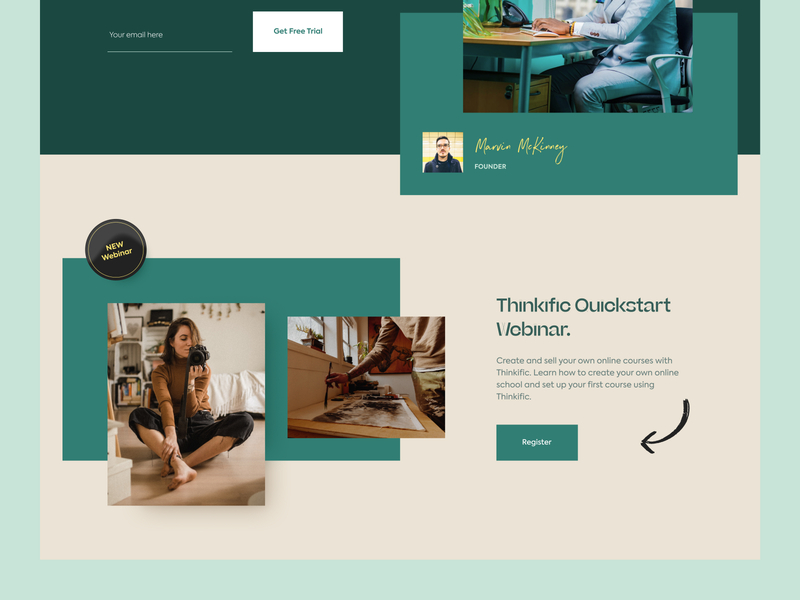 Your email here
Get Free Trial
Marvin McKinney
FOUNDER
NEW
Webinar
Thinkific Quickstart
Webinar.
Create and sell your own online courses with
Thinkific. Learn how to create your own online
school and set up your first course using
Thinkific.
Register